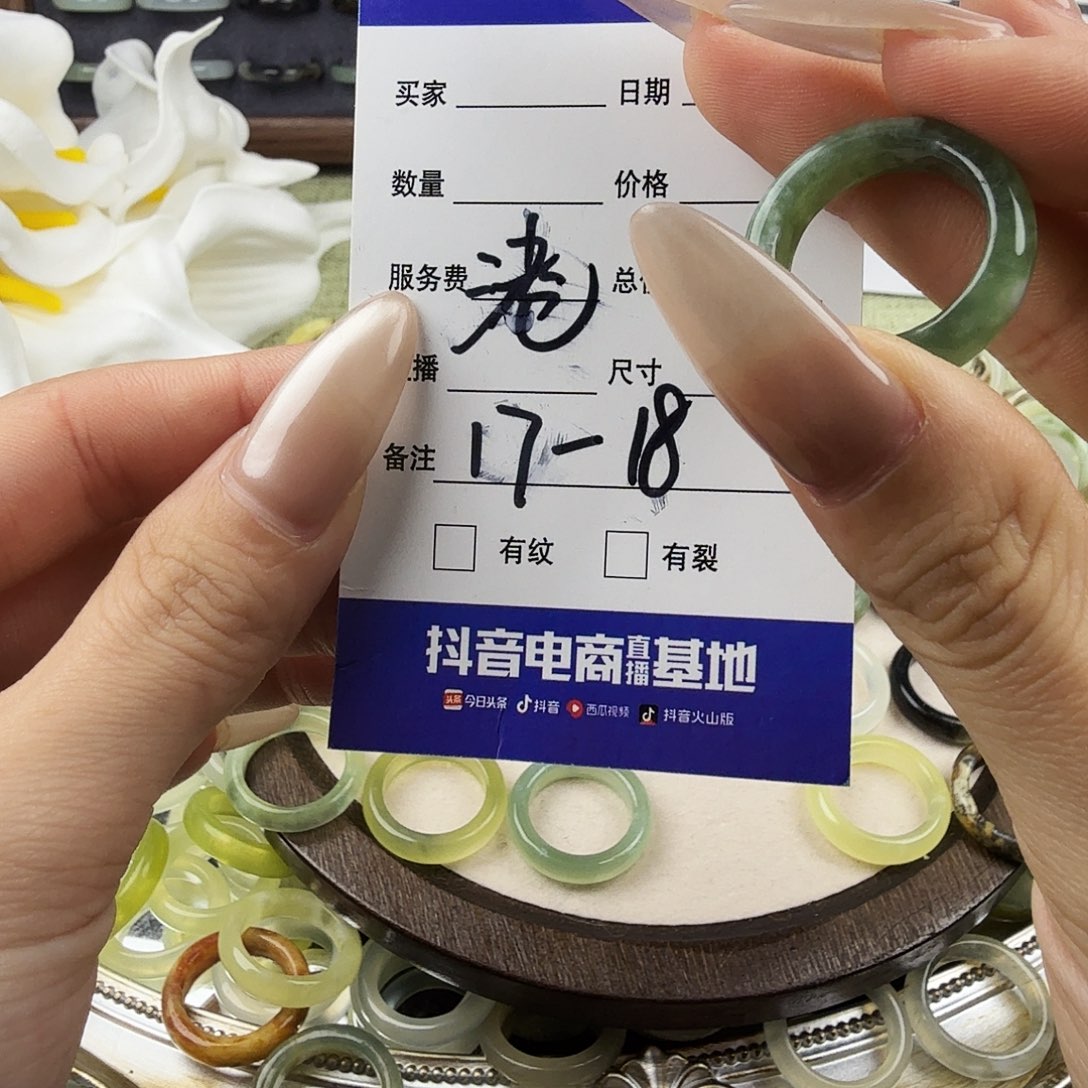 买家 日期
数量 价格
服务费 总
播 尺寸
备注 17-18
有纹 有裂
抖音电商直播基地
头条 今日头条 抖音 西瓜视频 抖音火山版